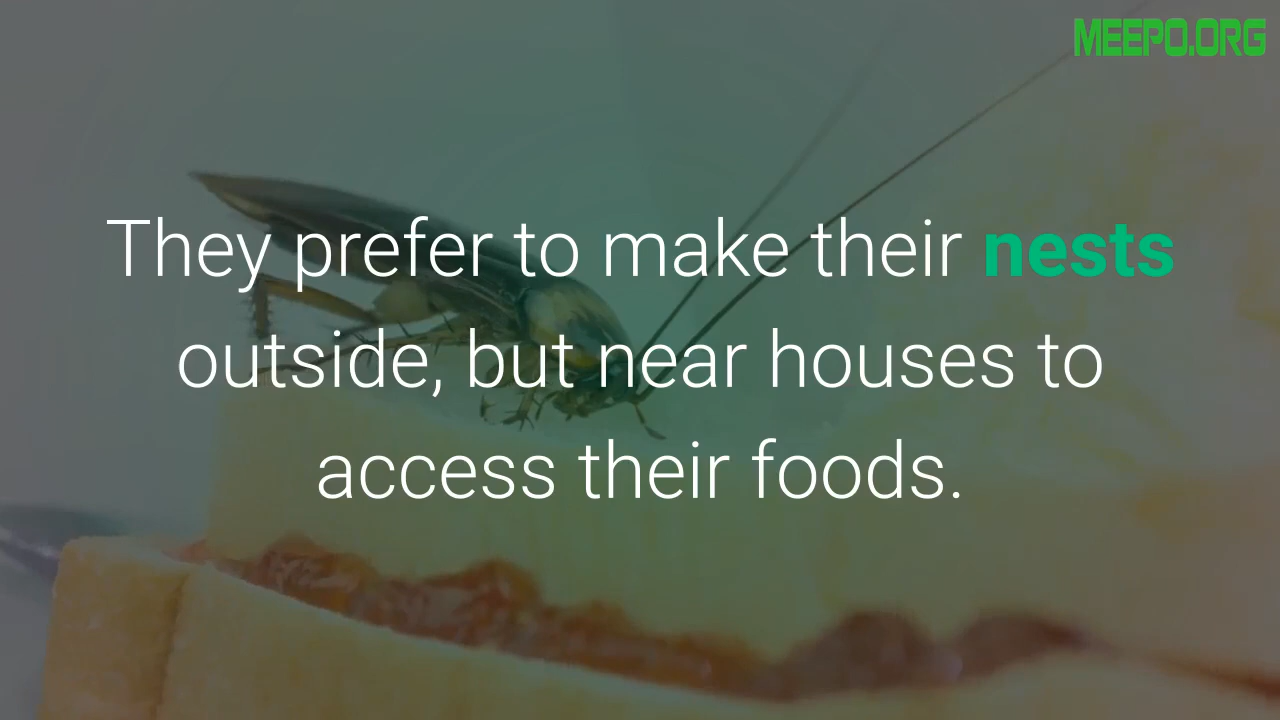 MEEPO.ORG
They prefer to make their nests
outside, but near houses to
access their foods.